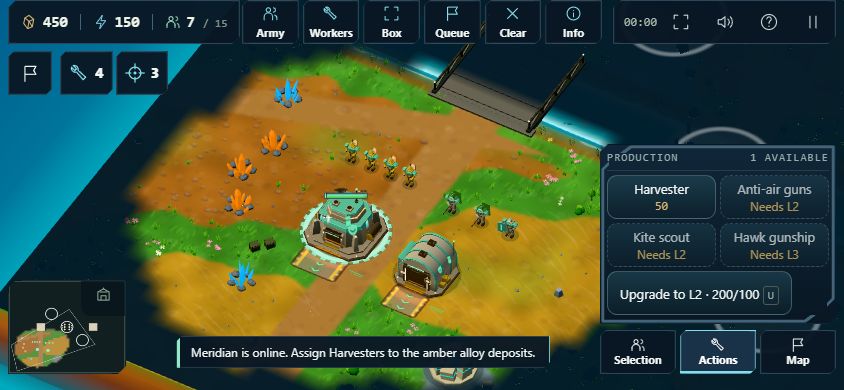 450
150
7 / 15
Army
Workers
Box
Queue
Clear
Info
00:00
4
3
PRODUCTION
1 AVAILABLE
Harvester
50
Anti-air guns
Needs L2
Kite scout
Needs L2
Hawk gunship
Needs L3
Upgrade to L2 · 200/100 U
Meridian is online. Assign Harvesters to the amber alloy deposits.
Selection
Actions
Map